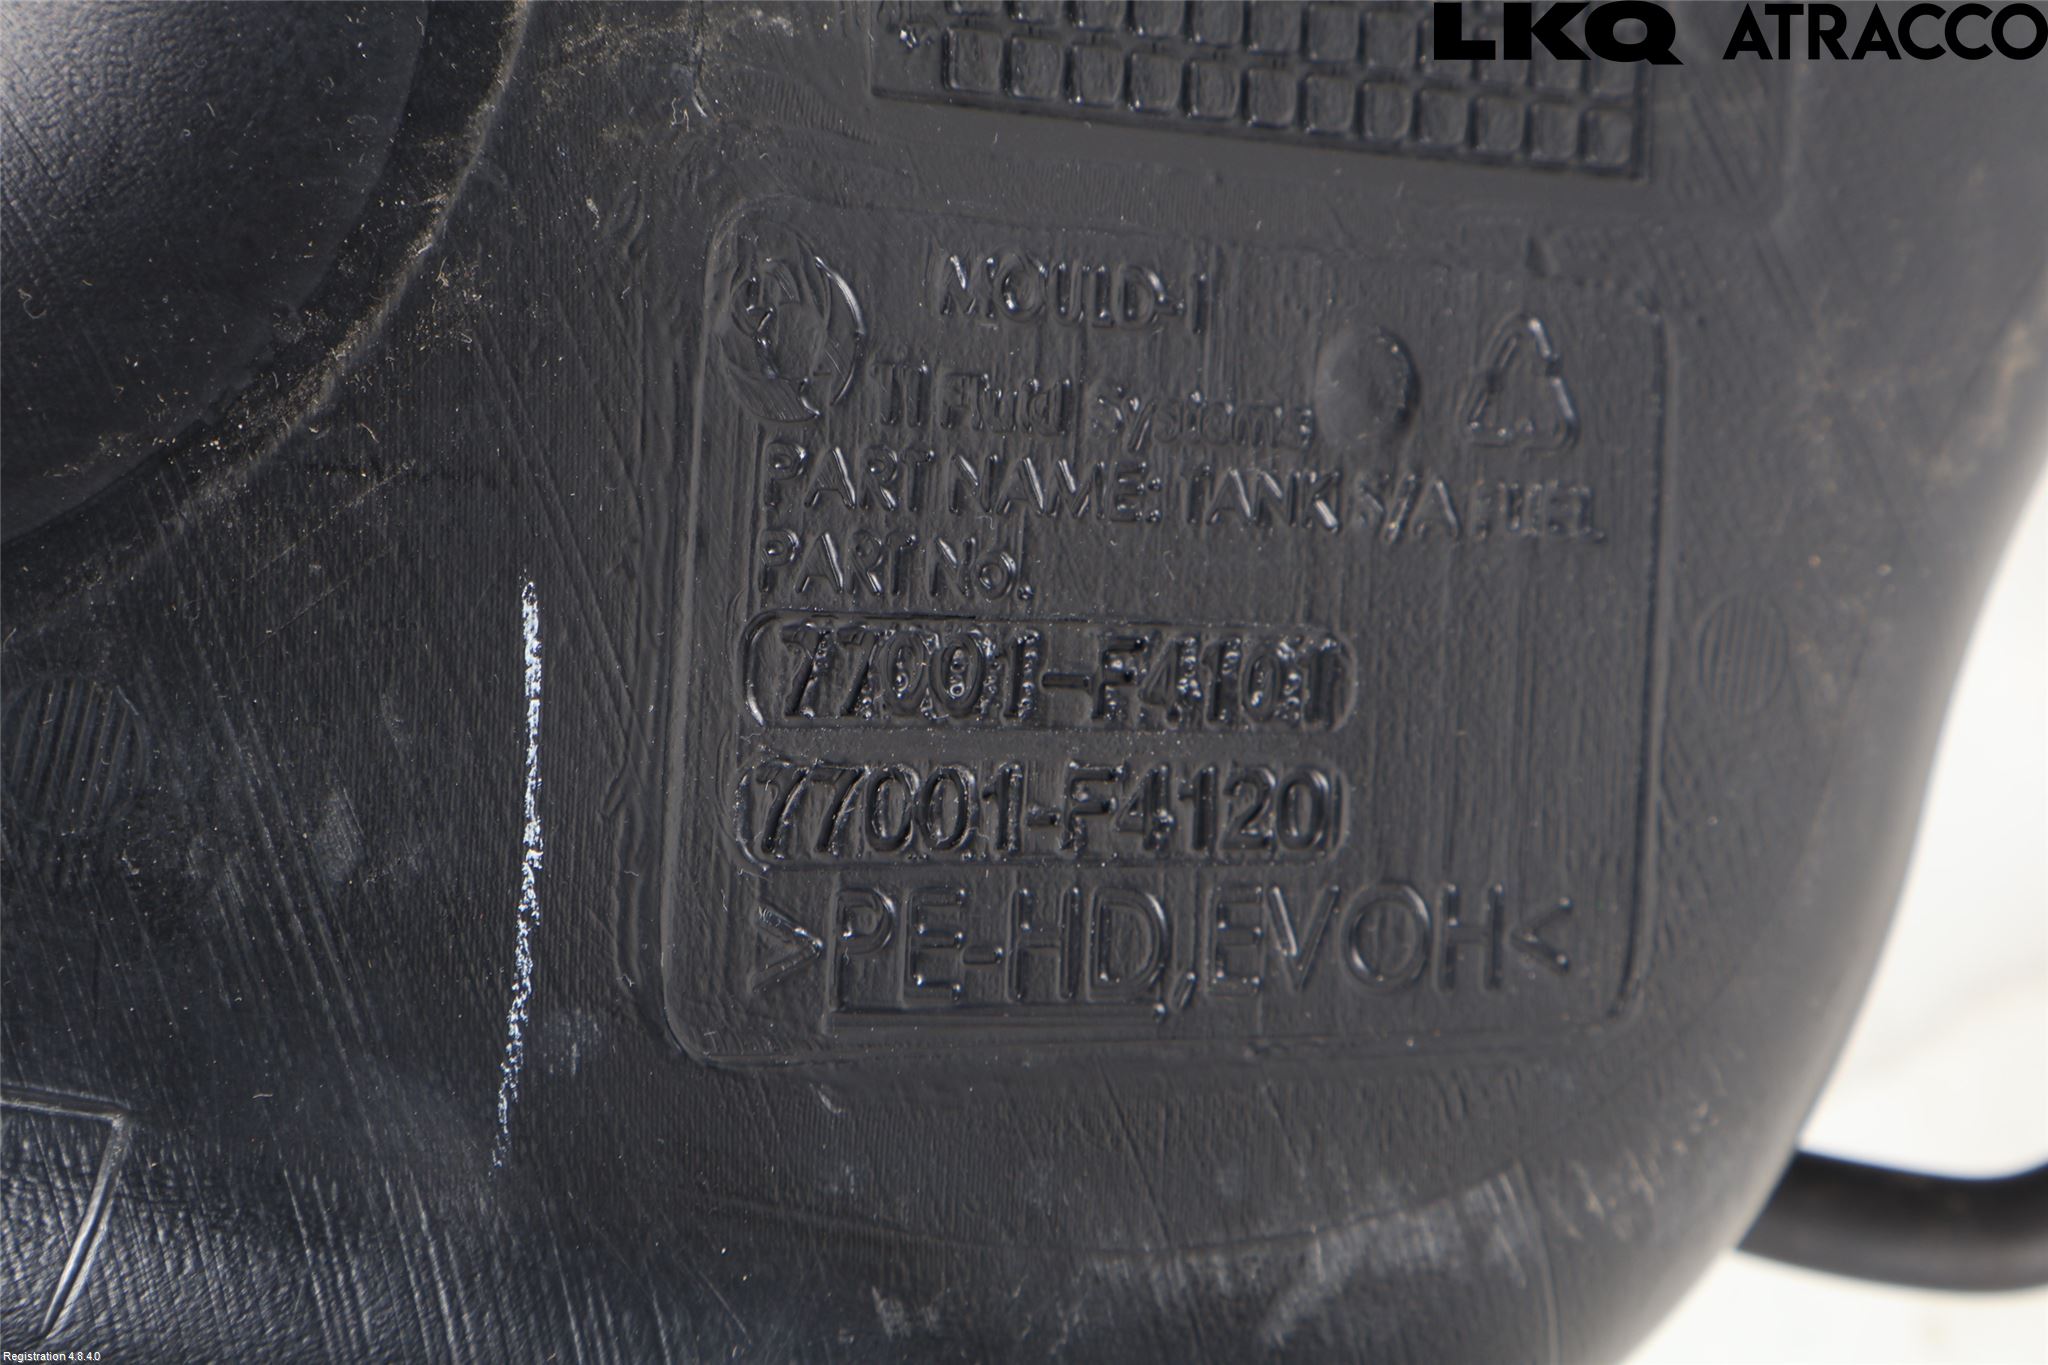 LKQ ATRACCO
MOULD-1
TI Fluid Systems
PART NAME: TANK S/A FUEL
PART No.
77001-F4101
77001-F4120
>PE-HD,EVOH<
Registration 4.8.4.0